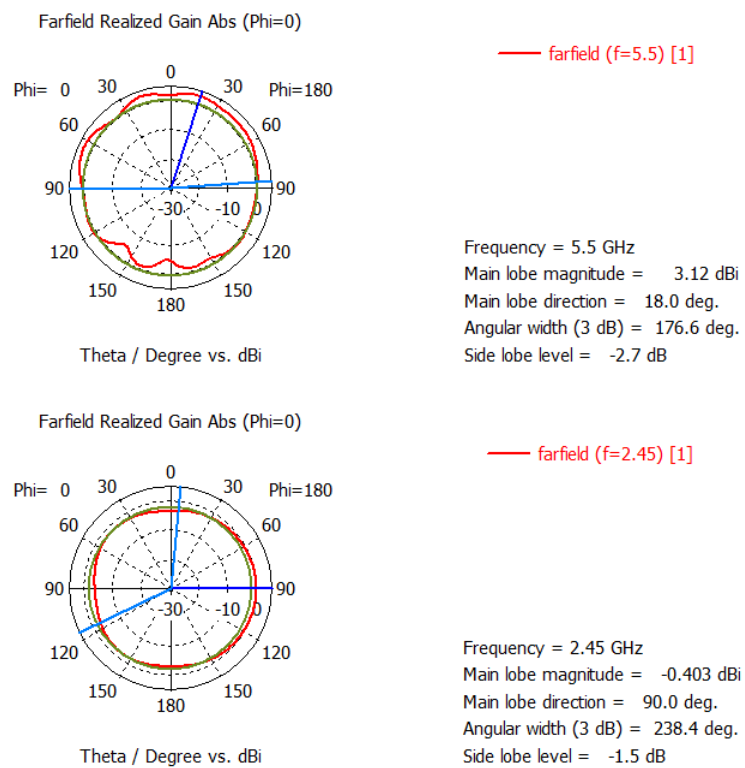 Farfield Realized Gain Abs (Phi=0)
farfield (f=5.5) [1]
0
Phi= 0 30 30 Phi=180
60 60
90 -30 -10 0 90
120 120
150 150
180
Theta / Degree vs. dBi
Frequency = 5.5 GHz
Main lobe magnitude = 3.12 dBi
Main lobe direction = 18.0 deg.
Angular width (3 dB) = 176.6 deg.
Side lobe level = -2.7 dB
Farfield Realized Gain Abs (Phi=0)
farfield (f=2.45) [1]
0
Phi= 0 30 30 Phi=180
60 60
90 -30 -10 0 90
120 120
150 150
180
Theta / Degree vs. dBi
Frequency = 2.45 GHz
Main lobe magnitude = -0.403 dBi
Main lobe direction = 90.0 deg.
Angular width (3 dB) = 238.4 deg.
Side lobe level = -1.5 dB